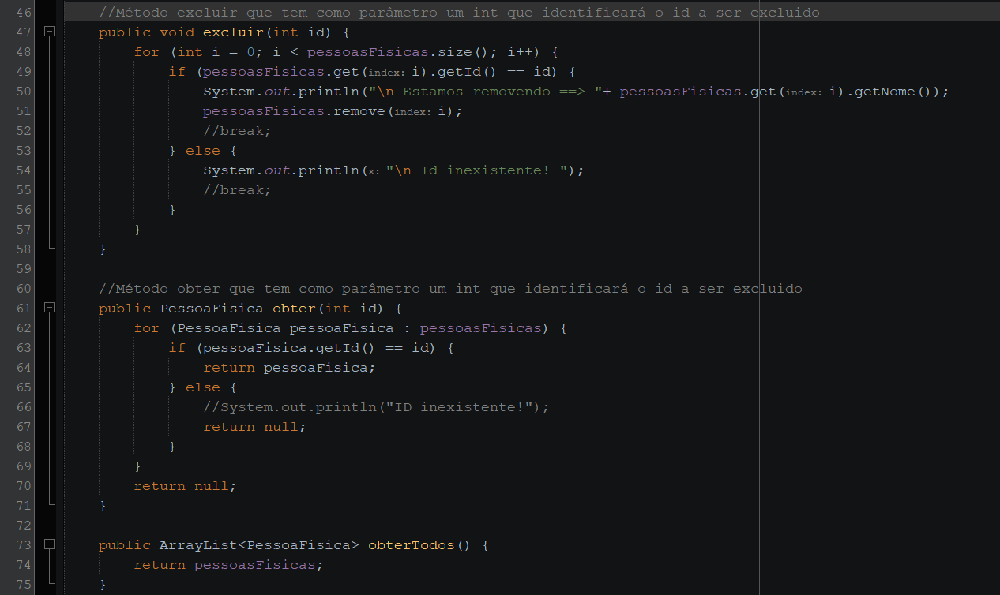 46 //Método excluir que tem como parâmetro um int que identificará o id a ser excluido
47 public void excluir(int id) {
48 for (int i = 0; i < pessoasFisicas.size(); i++) {
49 if (pessoasFisicas.get(index: i).getId() == id) {
50 System.out.println("\n Estamos removendo ==> "+ pessoasFisicas.get(index: i).getNome());
51 pessoasFisicas.remove(index: i);
52 //break;
53 } else {
54 System.out.println(x: "\n Id inexistente! ");
55 //break;
56 }
57 }
58 }
59
60 //Método obter que tem como parâmetro um int que identificará o id a ser excluido
61 public PessoaFisica obter(int id) {
62 for (PessoaFisica pessoaFisica : pessoasFisicas) {
63 if (pessoaFisica.getId() == id) {
64 return pessoaFisica;
65 } else {
66 //System.out.println("ID inexistente!");
67 return null;
68 }
69 }
70 return null;
71 }
72
73 public ArrayList<PessoaFisica> obterTodos() {
74 return pessoasFisicas;
75 }